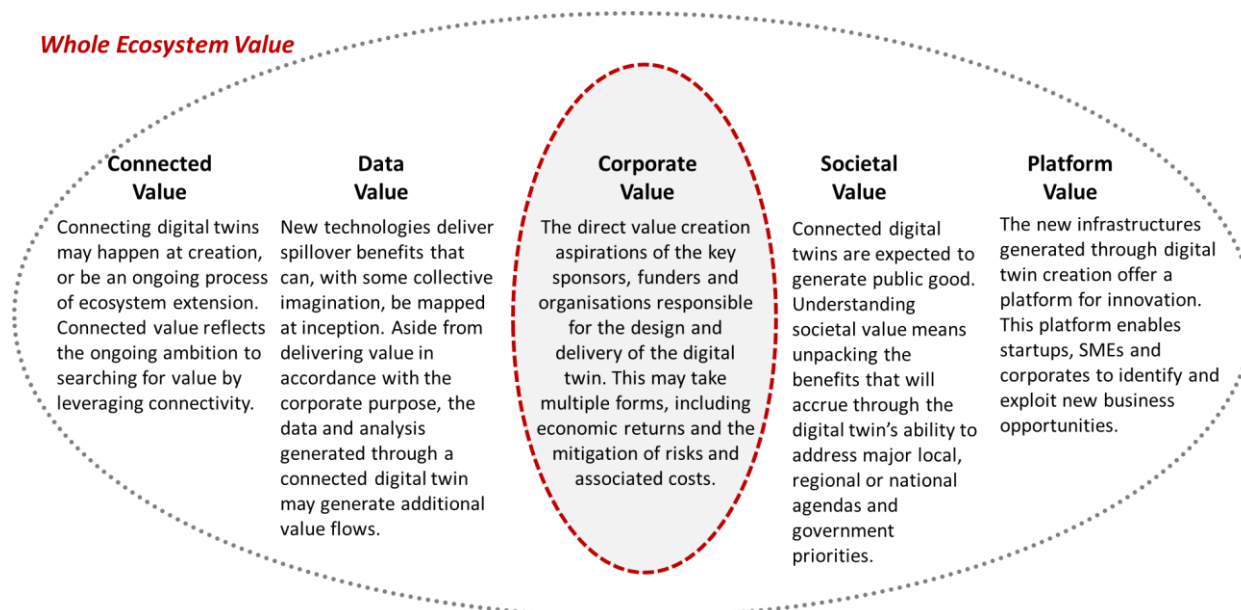 Whole Ecosystem Value
Connected
Value
Connecting digital twins
may happen at creation,
or be an ongoing process
of ecosystem extension.
Connected value reflects
the ongoing ambition to
searching for value by
leveraging connectivity.
Data
Value
New technologies deliver
spillover benefits that
can, with some collective
imagination, be mapped
at inception. Aside from
delivering value in
accordance with the
corporate purpose, the
data and analysis
generated through a
connected digital twin
may generate additional
value flows.
Corporate
Value
The direct value creation
aspirations of the key
sponsors, funders and
organisations responsible
for the design and
delivery of the digital
twin. This may take
multiple forms, including
economic returns and the
mitigation of risks and
associated costs.
Societal
Value
Connected digital
twins are expected to
generate public good.
Understanding
societal value means
unpacking the
benefits that will
accrue through the
digital twin's ability to
address major local,
regional or national
agendas and
government
priorities.
Platform
Value
The new infrastructures
generated through digital
twin creation offer a
platform for innovation.
This platform enables
startups, SMEs and
corporates to identify and
exploit new business
opportunities.